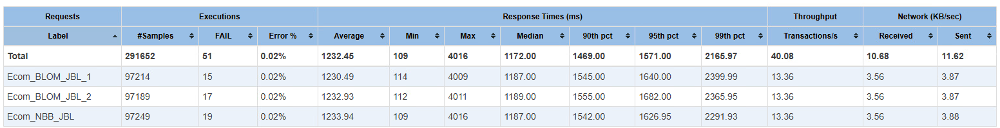 Requests Executions Response Times (ms) Throughput Network (KB/sec)
Label #Samples FAIL Error % Average Min Max Median 90th pct 95th pct 99th pct Transactions/s Received Sent
Total 291652 51 0.02% 1232.45 109 4016 1172.00 1469.00 1571.00 2165.97 40.08 10.68 11.62
Ecom_BLOM_JBL_1 97214 15 0.02% 1230.49 114 4009 1187.00 1545.00 1640.00 2399.99 13.36 3.56 3.87
Ecom_BLOM_JBL_2 97189 17 0.02% 1232.93 112 4011 1189.00 1555.00 1682.00 2365.95 13.36 3.56 3.87
Ecom_NBB_JBL 97249 19 0.02% 1233.94 109 4016 1187.00 1542.00 1626.95 2291.93 13.36 3.56 3.88